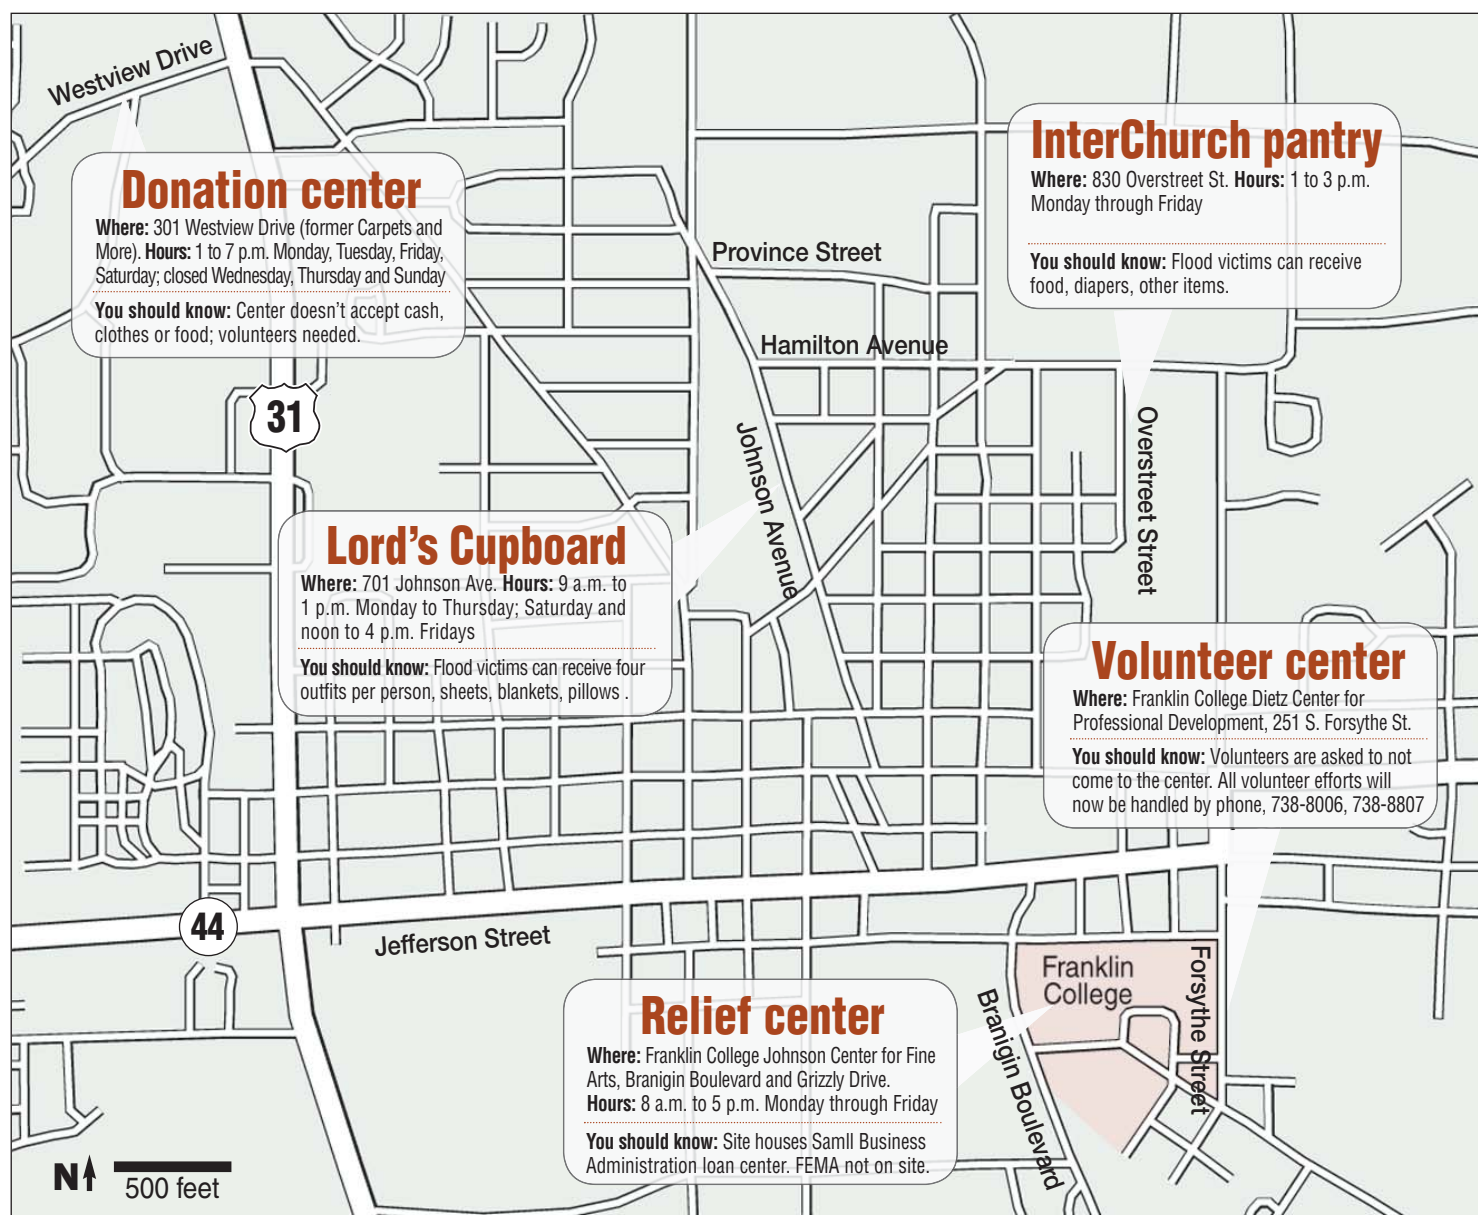 Westview Drive
Donation center
Where: 301 Westview Drive (former Carpets and
More). Hours: 1 to 7 p.m. Monday, Tuesday, Friday,
Saturday; closed Wednesday, Thursday and Sunday
You should know: Center doesn't accept cash,
clothes or food; volunteers needed.
InterChurch pantry
Where: 830 Overstreet St. Hours: 1 to 3 p.m.
Monday through Friday
You should know: Flood victims can receive
food, diapers, other items.
Province Street
Hamilton Avenue
31
Johnson Avenue
Overstreet Street
Lord's Cupboard
Where: 701 Johnson Ave. Hours: 9 a.m. to
1 p.m. Monday to Thursday; Saturday and
noon to 4 p.m. Fridays
You should know: Flood victims can receive four
outfits per person, sheets, blankets, pillows .
Volunteer center
Where: Franklin College Dietz Center for
Professional Development, 251 S. Forsythe St.
You should know: Volunteers are asked to not
come to the center. All volunteer efforts will
now be handled by phone, 738-8006, 738-8807
44
Jefferson Street
Franklin
College
Forsythe Street
Branigin Boulevard
Relief center
Where: Franklin College Johnson Center for Fine
Arts, Branigin Boulevard and Grizzly Drive.
Hours: 8 a.m. to 5 p.m. Monday through Friday
You should know: Site houses Samll Business
Administration loan center. FEMA not on site.
N
500 feet